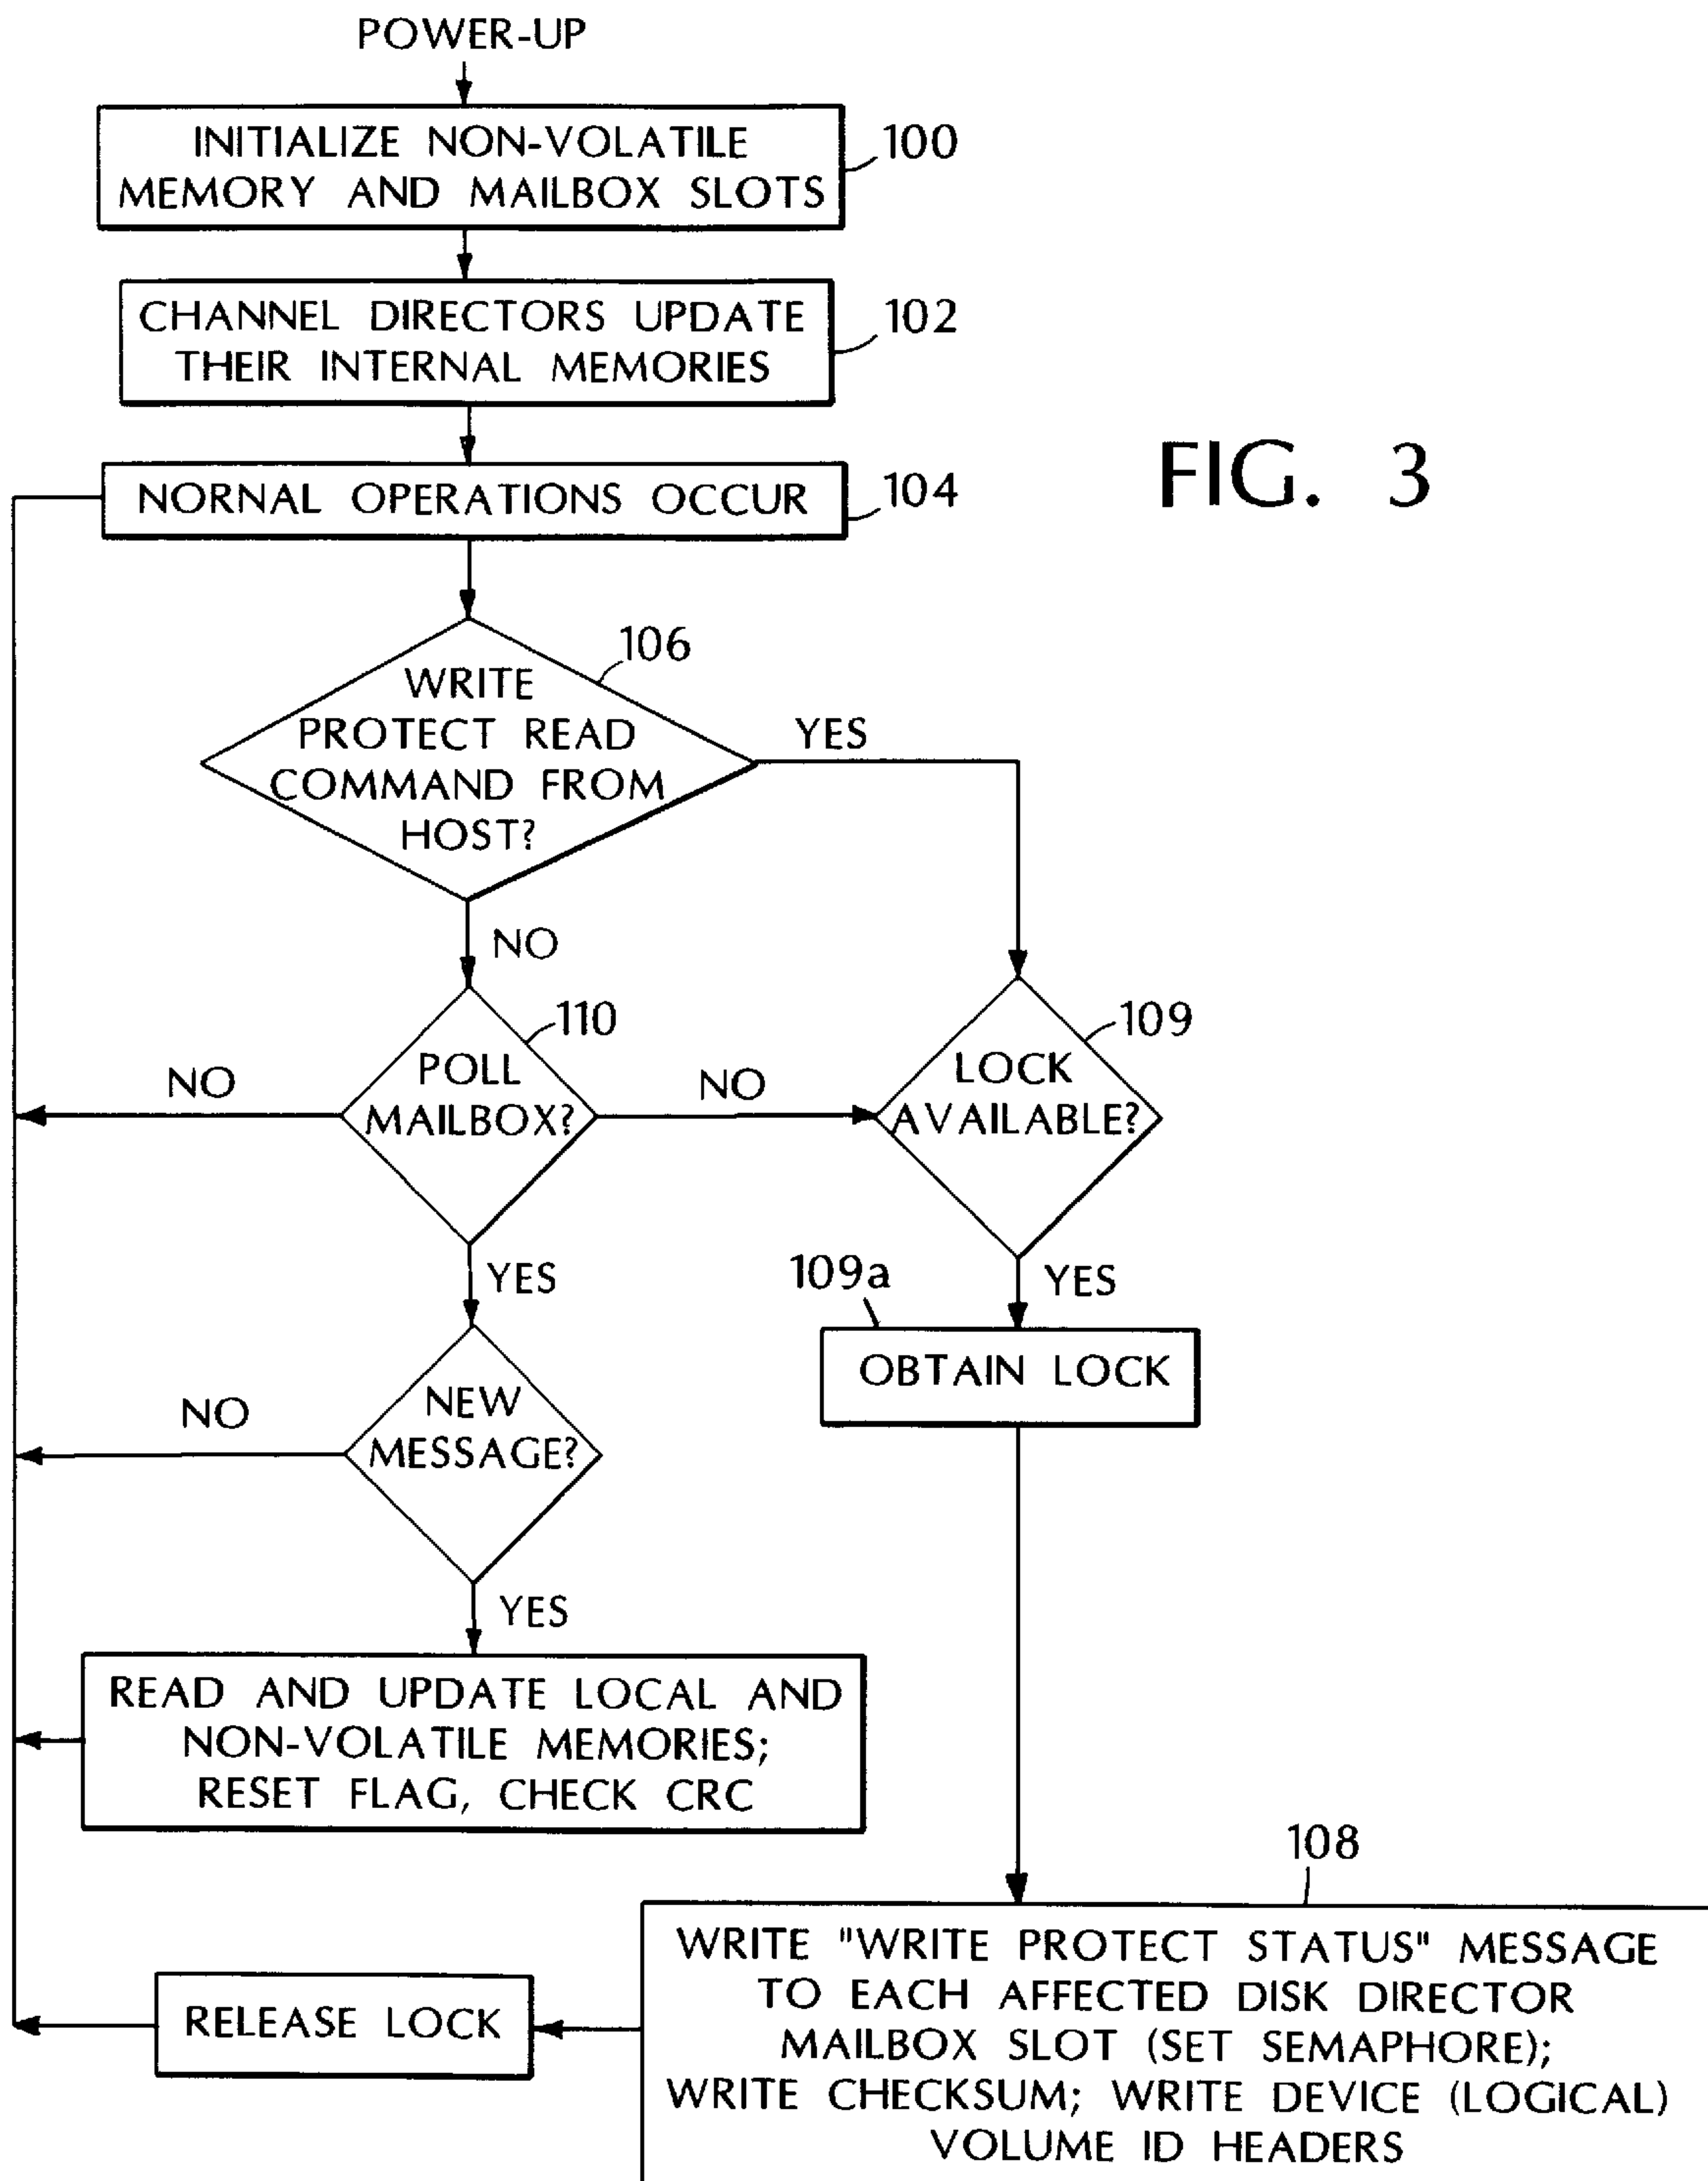 POWER-UP
INITIALIZE NON-VOLATILE
MEMORY AND MAILBOX SLOTS
100
CHANNEL DIRECTORS UPDATE
THEIR INTERNAL MEMORIES
102
NORNAL OPERATIONS OCCUR
104
FIG. 3
106
WRITE
PROTECT READ
COMMAND FROM
HOST?
YES
NO
110
POLL
MAILBOX?
NO
NO
109
LOCK
AVAILABLE?
YES
YES
109a
OBTAIN LOCK
NEW
MESSAGE?
NO
YES
READ AND UPDATE LOCAL AND
NON-VOLATILE MEMORIES;
RESET FLAG, CHECK CRC
108
WRITE "WRITE PROTECT STATUS" MESSAGE
TO EACH AFFECTED DISK DIRECTOR
MAILBOX SLOT (SET SEMAPHORE);
WRITE CHECKSUM; WRITE DEVICE (LOGICAL)
VOLUME ID HEADERS
RELEASE LOCK